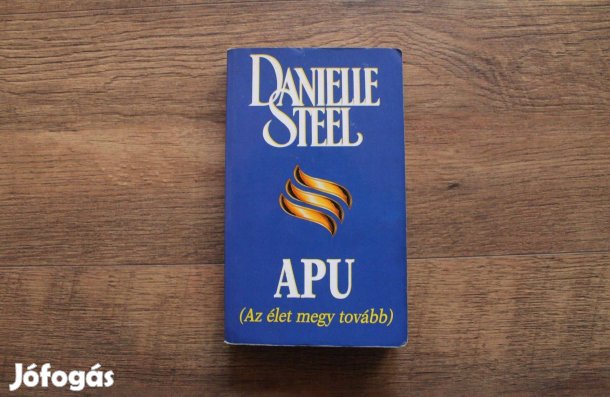 DANIELLE
STEEL
APU
(Az élet megy tovább)
Jófogás